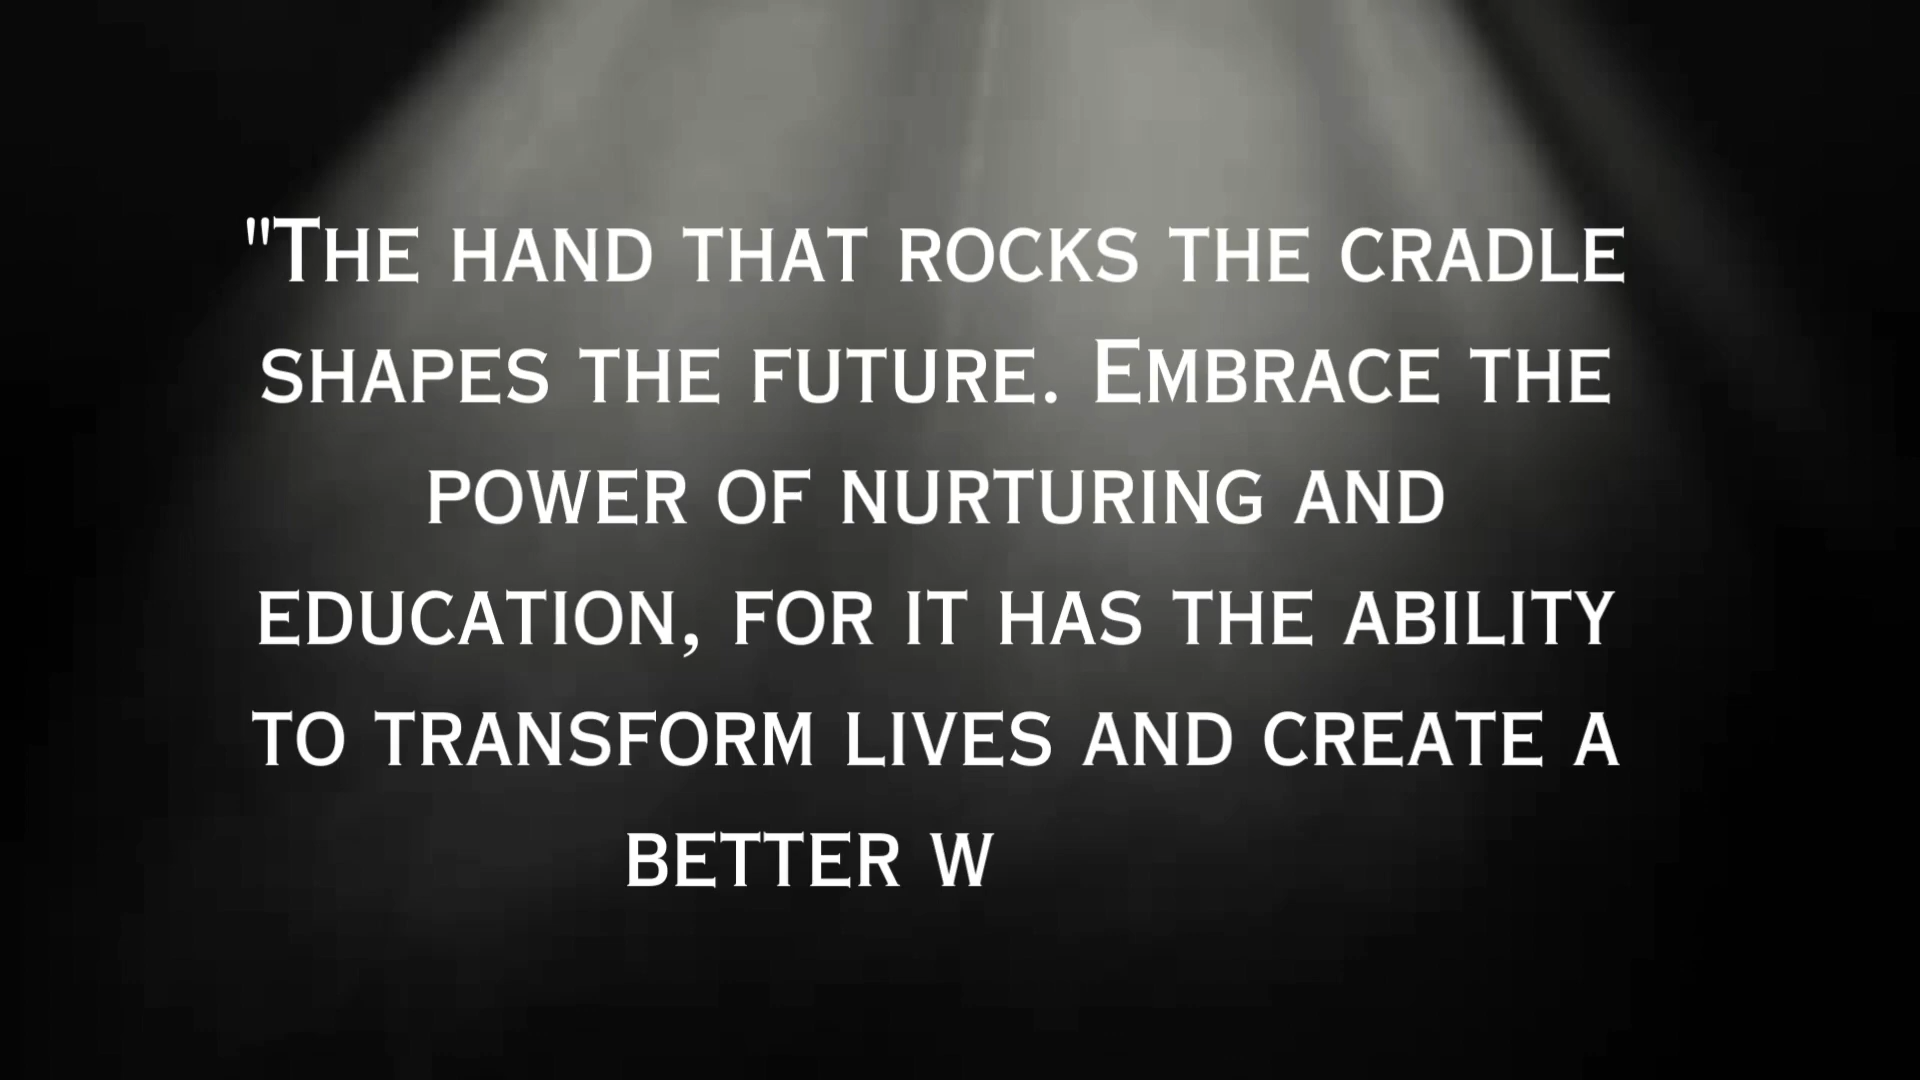 "The hand that rocks the cradle
shapes the future. Embrace the
power of nurturing and
education, for it has the ability
to transform lives and create a
better w